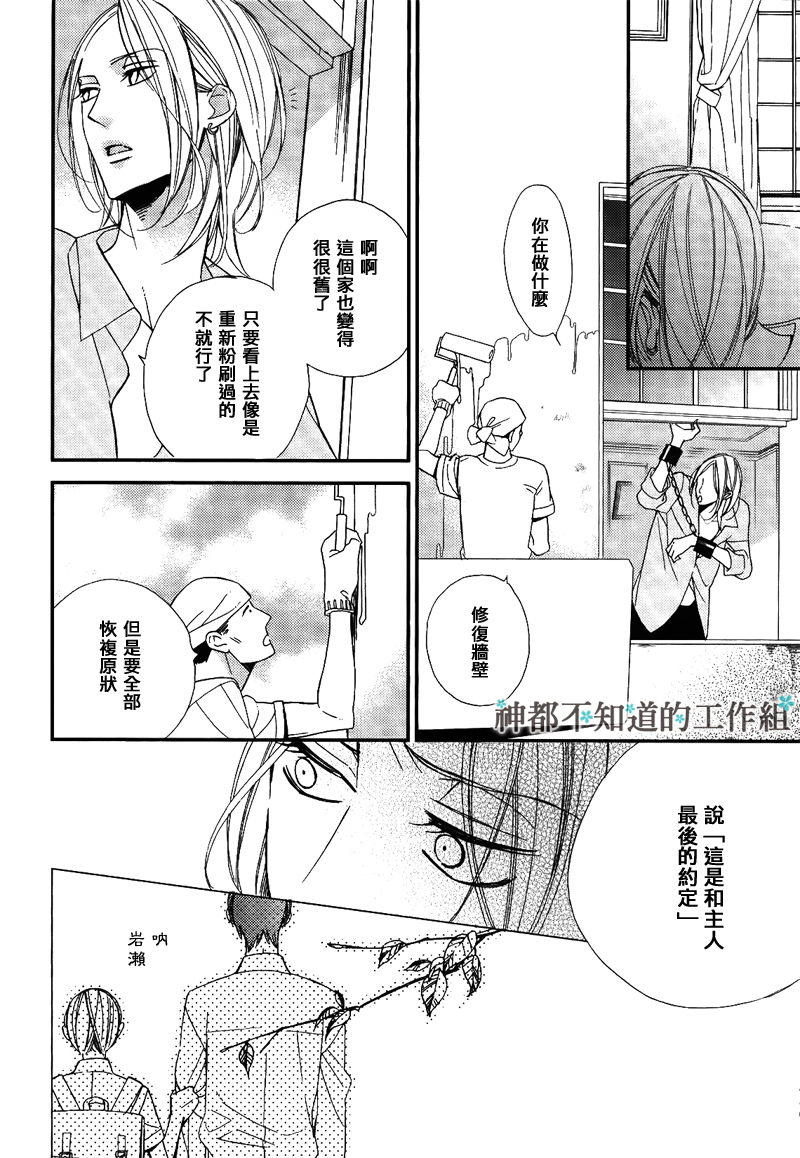 你在做什麼
修復牆壁
啊啊
這個家也變得
很很舊了
只要看上去像是
重新粉刷過的
不就行了
但是要全部
恢複原狀
神都不知道的工作組
說「這是和主人
最後的約定」
吶
岩瀨